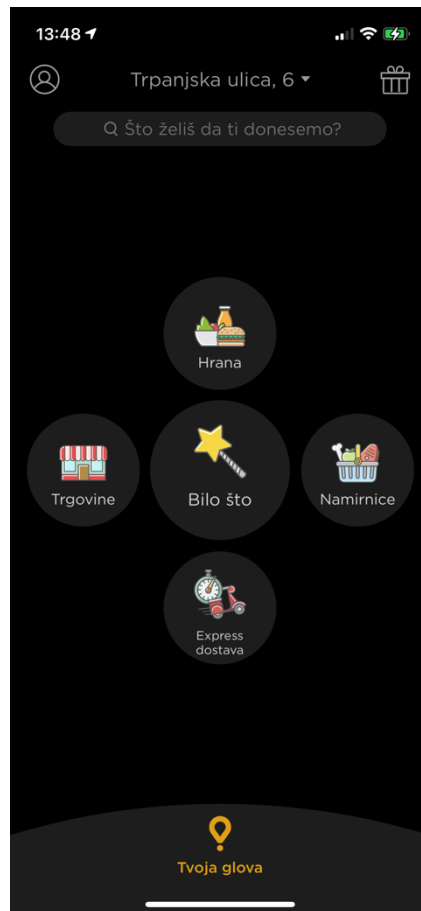 13:48
Trpanjska ulica, 6
Što želiš da ti donesemo?
Hrana
Trgovine
Bilo što
Namirnice
Express
dostava
Tvoja glova